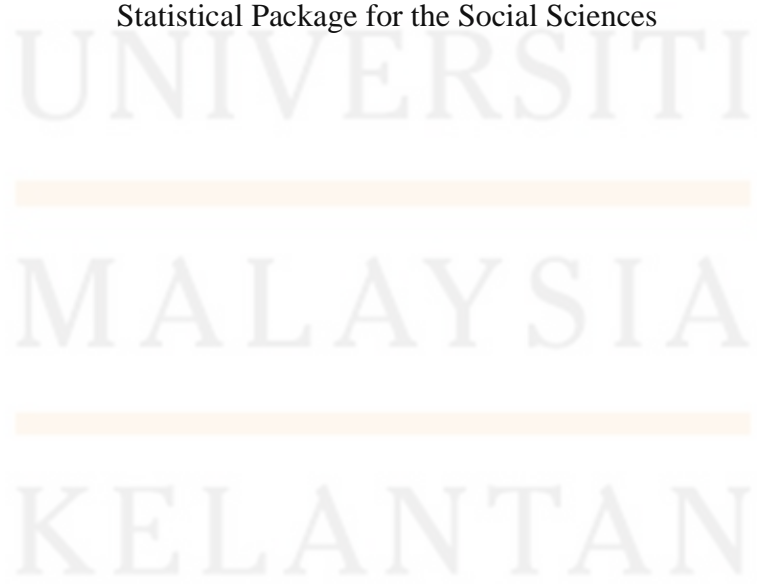 Statistical Package for the Social Sciences
UNIVERSITI
MALAYSIA
KELANTAN